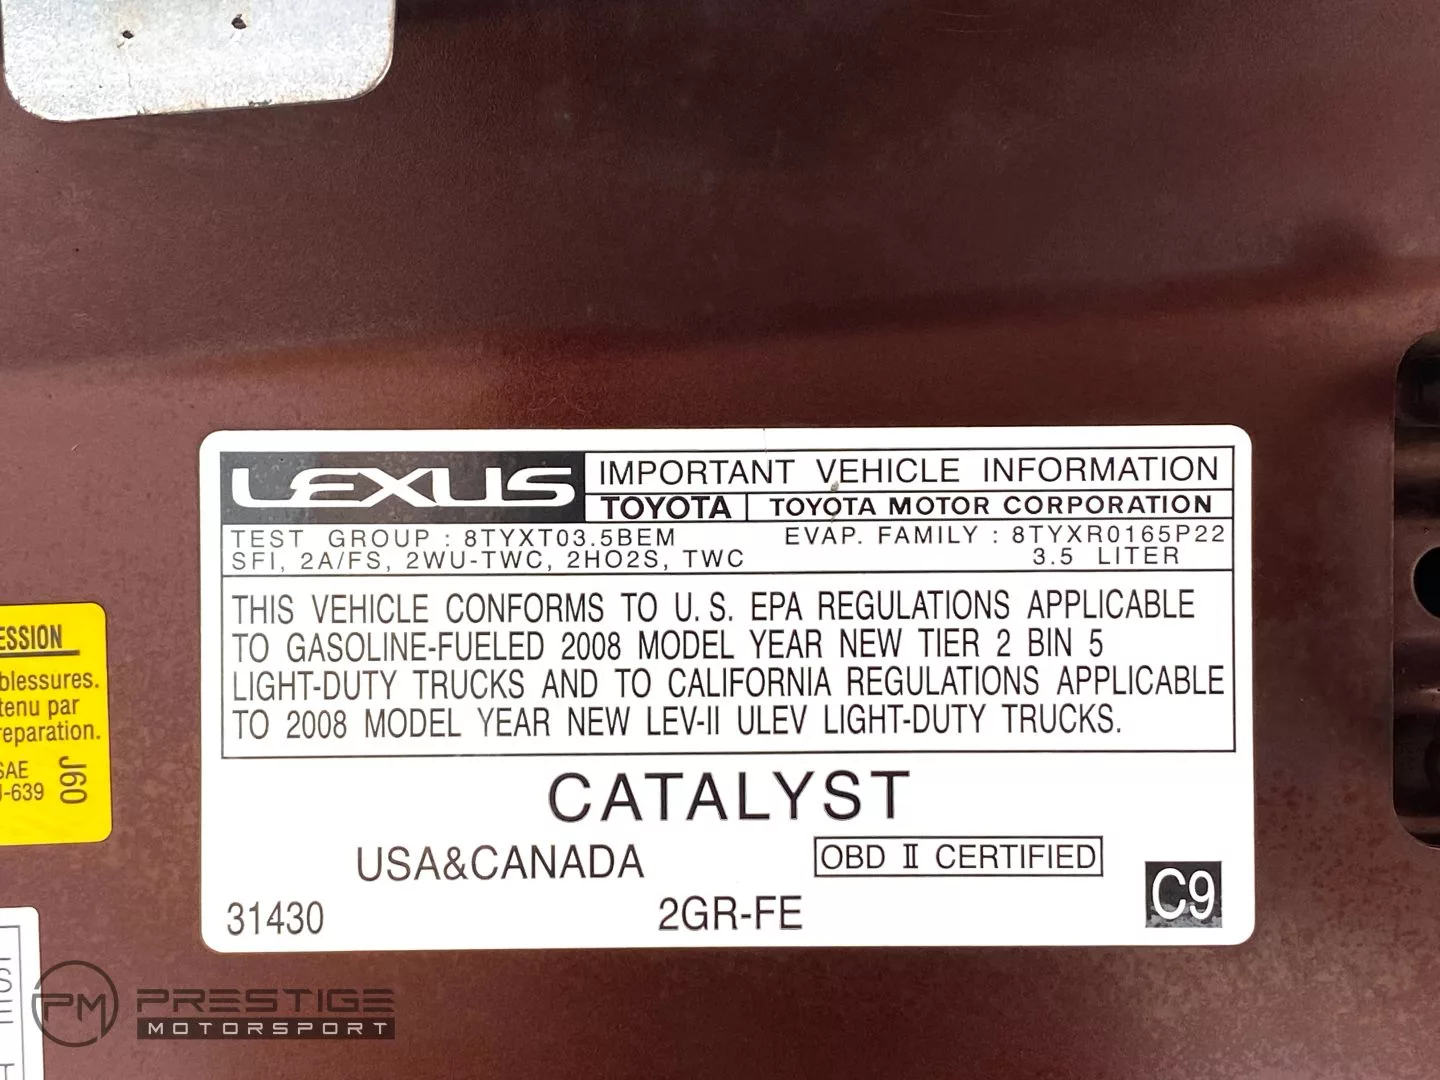 LEXUS
IMPORTANT VEHICLE INFORMATION
TOYOTA TOYOTA MOTOR CORPORATION
TEST GROUP : 8TYXT03.5BEM EVAP. FAMILY : 8TYXR0165P22
SFI, 2A/FS, 2WU-TWC, 2HO2S, TWC 3.5 LITER
THIS VEHICLE CONFORMS TO U.S. EPA REGULATIONS APPLICABLE
TO GASOLINE-FUELED 2008 MODEL YEAR NEW TIER 2 BIN 5
LIGHT-DUTY TRUCKS AND TO CALIFORNIA REGULATIONS APPLICABLE
TO 2008 MODEL YEAR NEW LEV-II ULEV LIGHT-DUTY TRUCKS.
CATALYST
USA&CANADA OBD II CERTIFIED
31430 2GR-FE C9
ESSION
blessures.
tenu par
reparation.
SAE
J-639
J60
PM PRESTIGE
MOTORSPORT